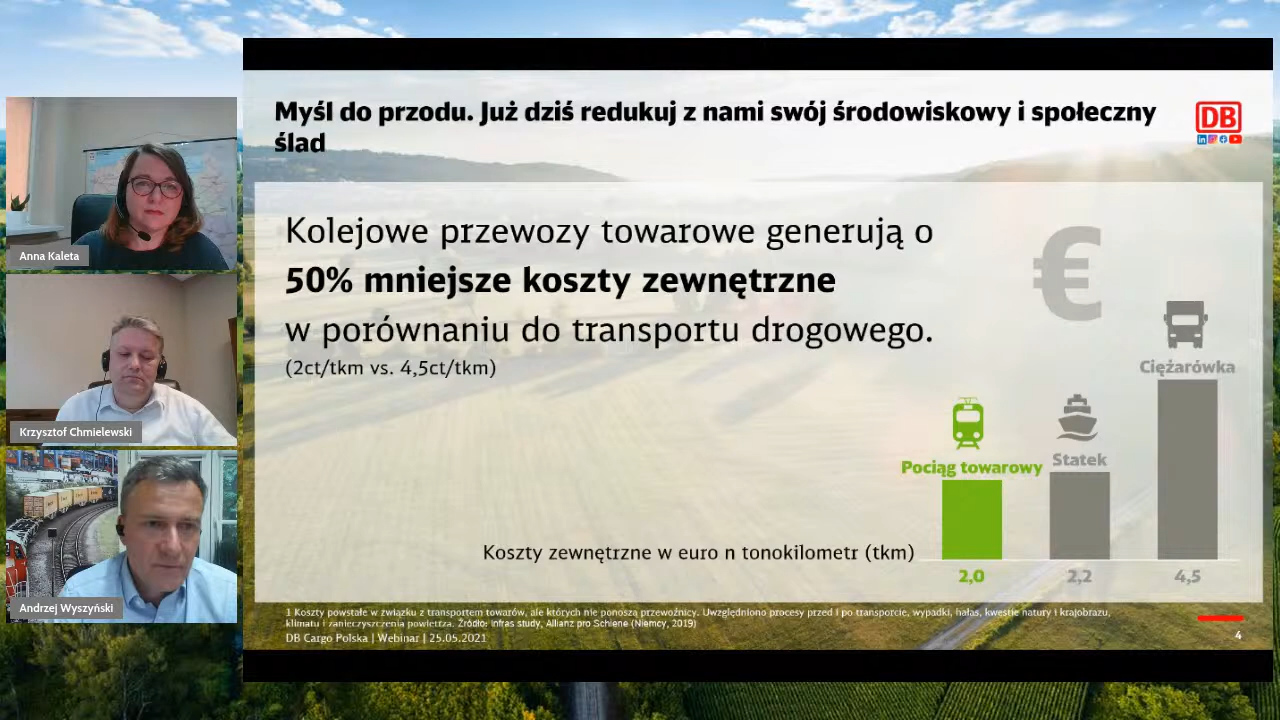 Myśl do przodu. Już dziś redukuj z nami swój środowiskowy i społeczny
ślad
DB
Kolejowe przewozy towarowe generują o
50% mniejsze koszty zewnętrzne
w porównaniu do transportu drogowego.
(2ct/tkm vs. 4,5ct/tkm)
€
Ciężarówka
Pociąg towarowy
Statek
Koszty zewnętrzne w euro n tonokilometr (tkm)
2,0
2,2
4,5
1 Koszty powstałe w związku z transportem towarów, ale których nie ponoszą przewoźnicy. Uwzględniono procesy przed i po transporcie, wypadki, hałas, kwestie natury i krajobrazu,
klimatu i zanieczyszczenia powietrza. Źródło: Infras study, Allianz pro Schiene (Niemcy, 2019)
DB Cargo Polska | Webinar | 25.05.2021
4
Anna Kaleta
Krzysztof Chmielewski
Andrzej Wyszyński